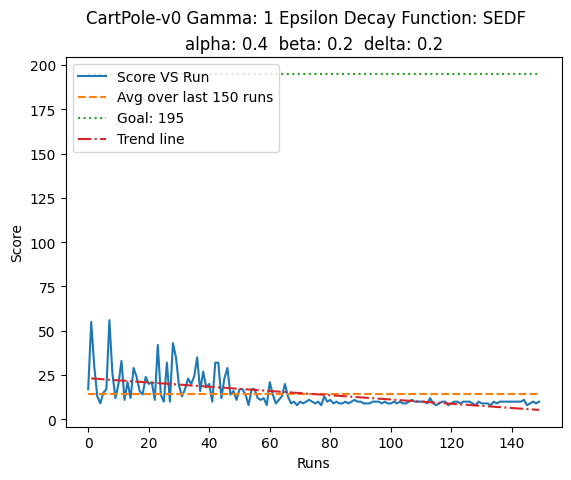 CartPole-v0 Gamma: 1 Epsilon Decay Function: SEDF
alpha: 0.4  beta: 0.2  delta: 0.2
Score VS Run
Avg over last 150 runs
Goal: 195
Trend line
200
175
150
125
100
75
50
25
0
Score
0 20 40 60 80 100 120 140
Runs